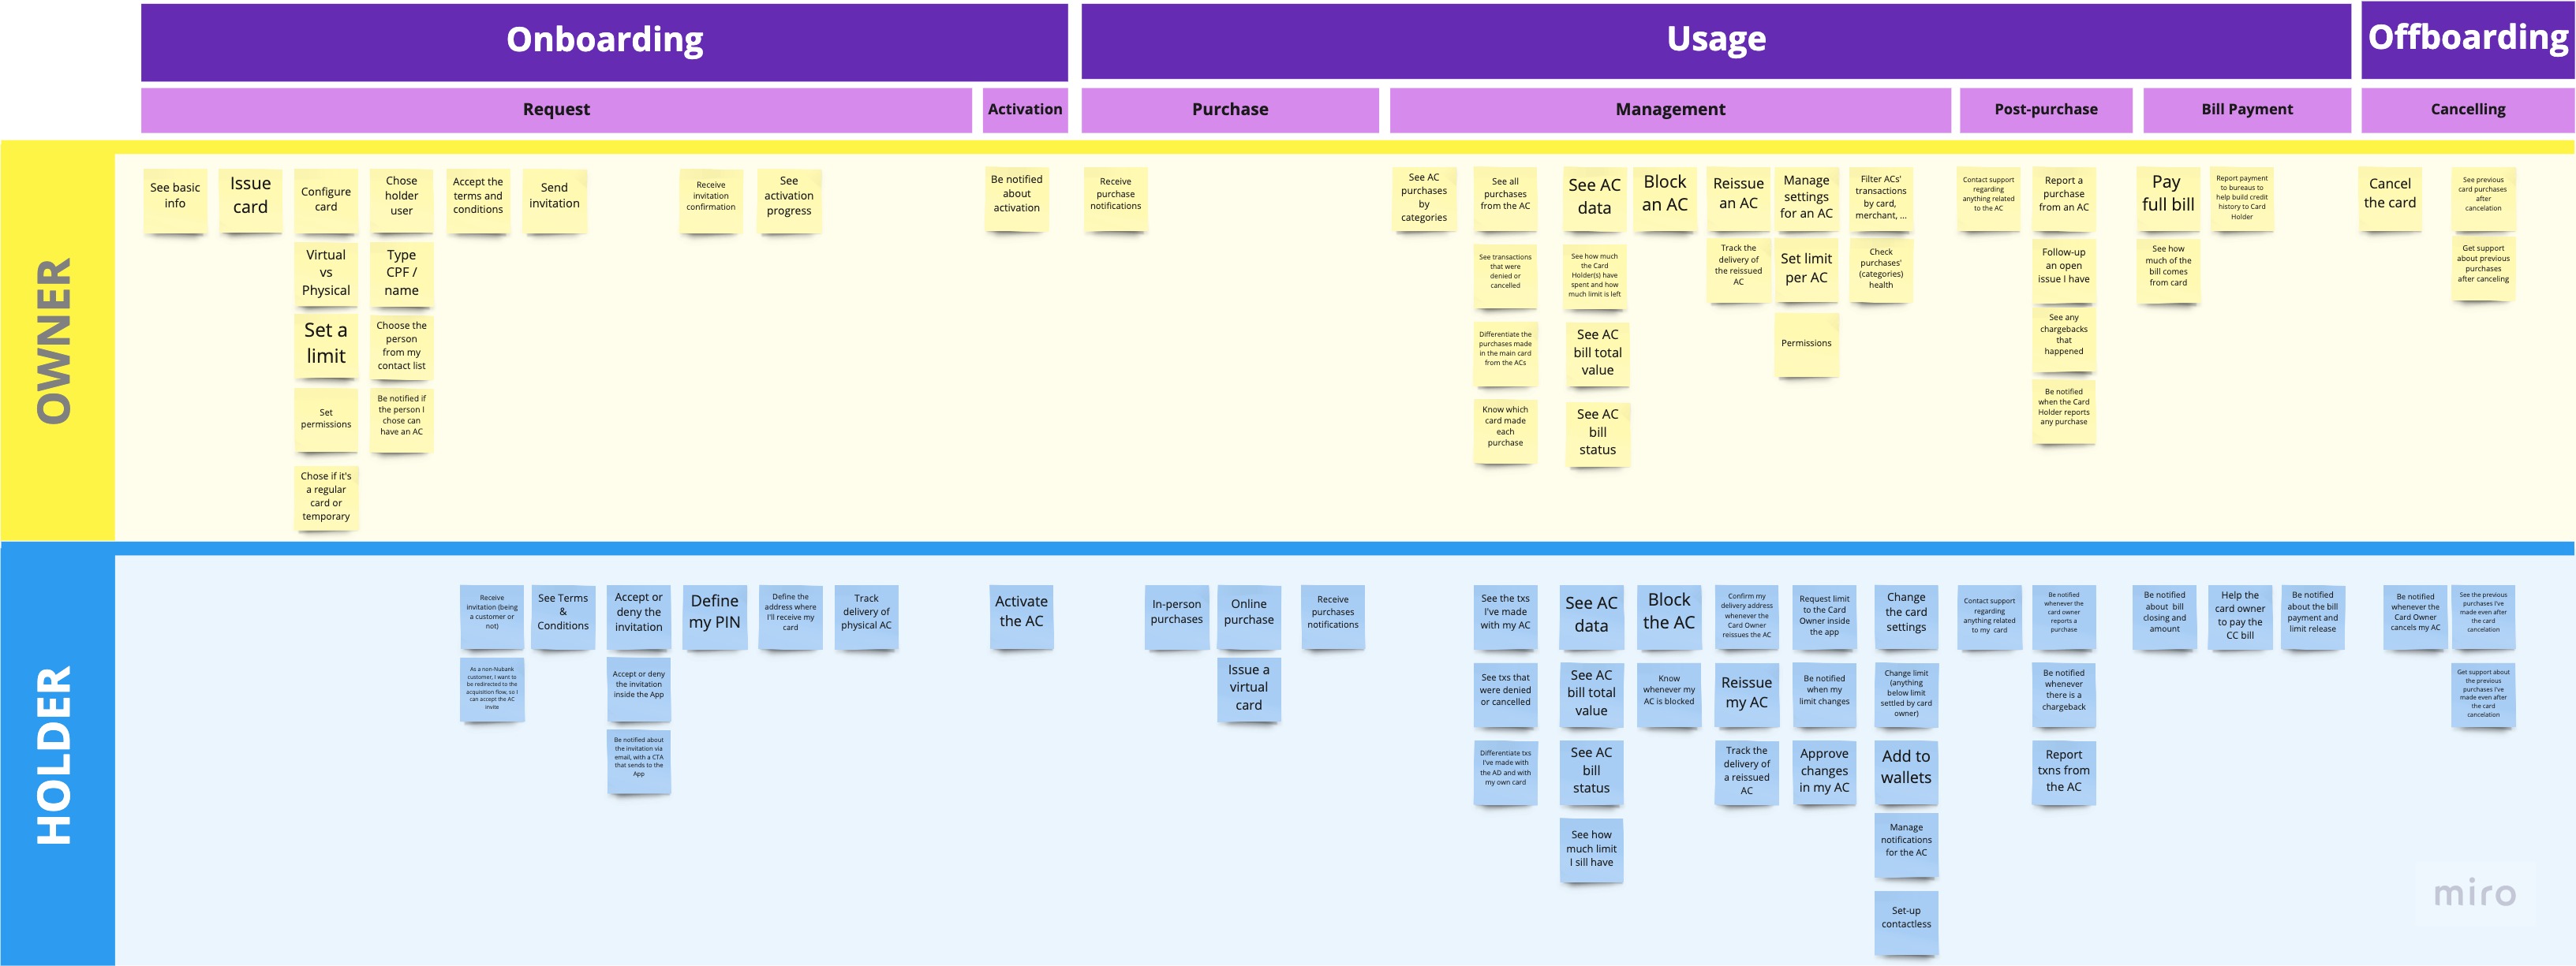 Onboarding
Usage
Offboarding
Request
Activation
Purchase
Management
Post-purchase
Bill Payment
Cancelling
OWNER
See basic
info
Issue
card
Configure
card
Chose
holder
user
Accept the
terms and
conditions
Send
invitation
Receive
invitation
confirmation
See
activation
progress
Be notified
about
activation
Receive
purchase
notifications
See AC
purchases
by
categories
See all
purchases
from the AC
See AC
data
Block
an AC
Reissue
an AC
Manage
settings
for an AC
Filter ACs'
transactions
by card,
merchant, ...
Contact support
regarding
anything related
to the AC
Report a
purchase
from an AC
Pay
full bill
Report payment
to bureaus to
help build credit
history to Card
Holder
Cancel
the card
See previous
card purchases
after
cancelation
Virtual
vs
Physical
Type
CPF /
name
See transactions
that were
denied or
cancelled
See how much
the Card
Holder(s) have
spent and how
much limit is left
Track the
delivery of
the reissued
AC
Set limit
per AC
Check
purchases'
(categories)
health
Follow-up
an open
issue I have
See how
much of the
bill comes
from card
Get support
about previous
purchases
after canceling
Set a
limit
Choose the
person
from my
contact list
Differentiate the
purchases made
in the main card
from the ACs
See AC
bill total
value
Permissions
See any
chargebacks
that
happened
Set
permissions
Be notified if
the person I
chose can
have an AC
Know which
card made
each
purchase
See AC
bill
status
Be notified
when the Card
Holder reports
any purchase
Chose if it's
a regular
card or
temporary
HOLDER
Receive
invitation (being
a customer or
not)
See Terms
&
Conditions
Accept or
deny the
invitation
Define
my PIN
Define the
address where
I'll receive my
card
Track
delivery of
physical AC
Activate
the AC
In-person
purchases
Online
purchase
Receive
purchases
notifications
See the txs
I've made
with my AC
See AC
data
Block
the AC
Confirm my
delivery address
whenever the
Card Owner
reissues the AC
Request limit
to the Card
Owner inside
the app
Change
the card
settings
Contact support
regarding
anything related
to my card
Be notified
whenever the
card owner
reports a
purchase
Be notified
about bill
closing and
amount
Help the
card owner
to pay the
CC bill
Be notified
about the bill
payment and
limit release
Be notified
whenever the
Card Owner
cancels my AC
See the previous
purchases I've
made even after
the card
cancelation
As a non-Nubank
customer, I want to
be redirected to the
acquisition flow, so I
can accept the AC
invite
Accept or deny
the invitation
inside the App
Issue a
virtual
card
See txs that
were denied
or cancelled
See AC
bill total
value
Know
whenever my
AC is blocked
Reissue
my AC
Be notified
when my
limit changes
Change limit
(anything
below limit
settled by card
owner)
Be notified
whenever
there is a
chargeback
Get support about
the previous
purchases I've
made even after
the card
cancelation
Be notified about
the invitation via
email, with a CTA
that sends to the
App
Differentiate txs
I've made with
the AD and with
my own card
See AC
bill
status
Track the
delivery of
a reissued
AC
Approve
changes
in my AC
Add to
wallets
Report
txns from
the AC
See how
much limit
I sill have
Manage
notifications
for the AC
Set-up
contactless
miro